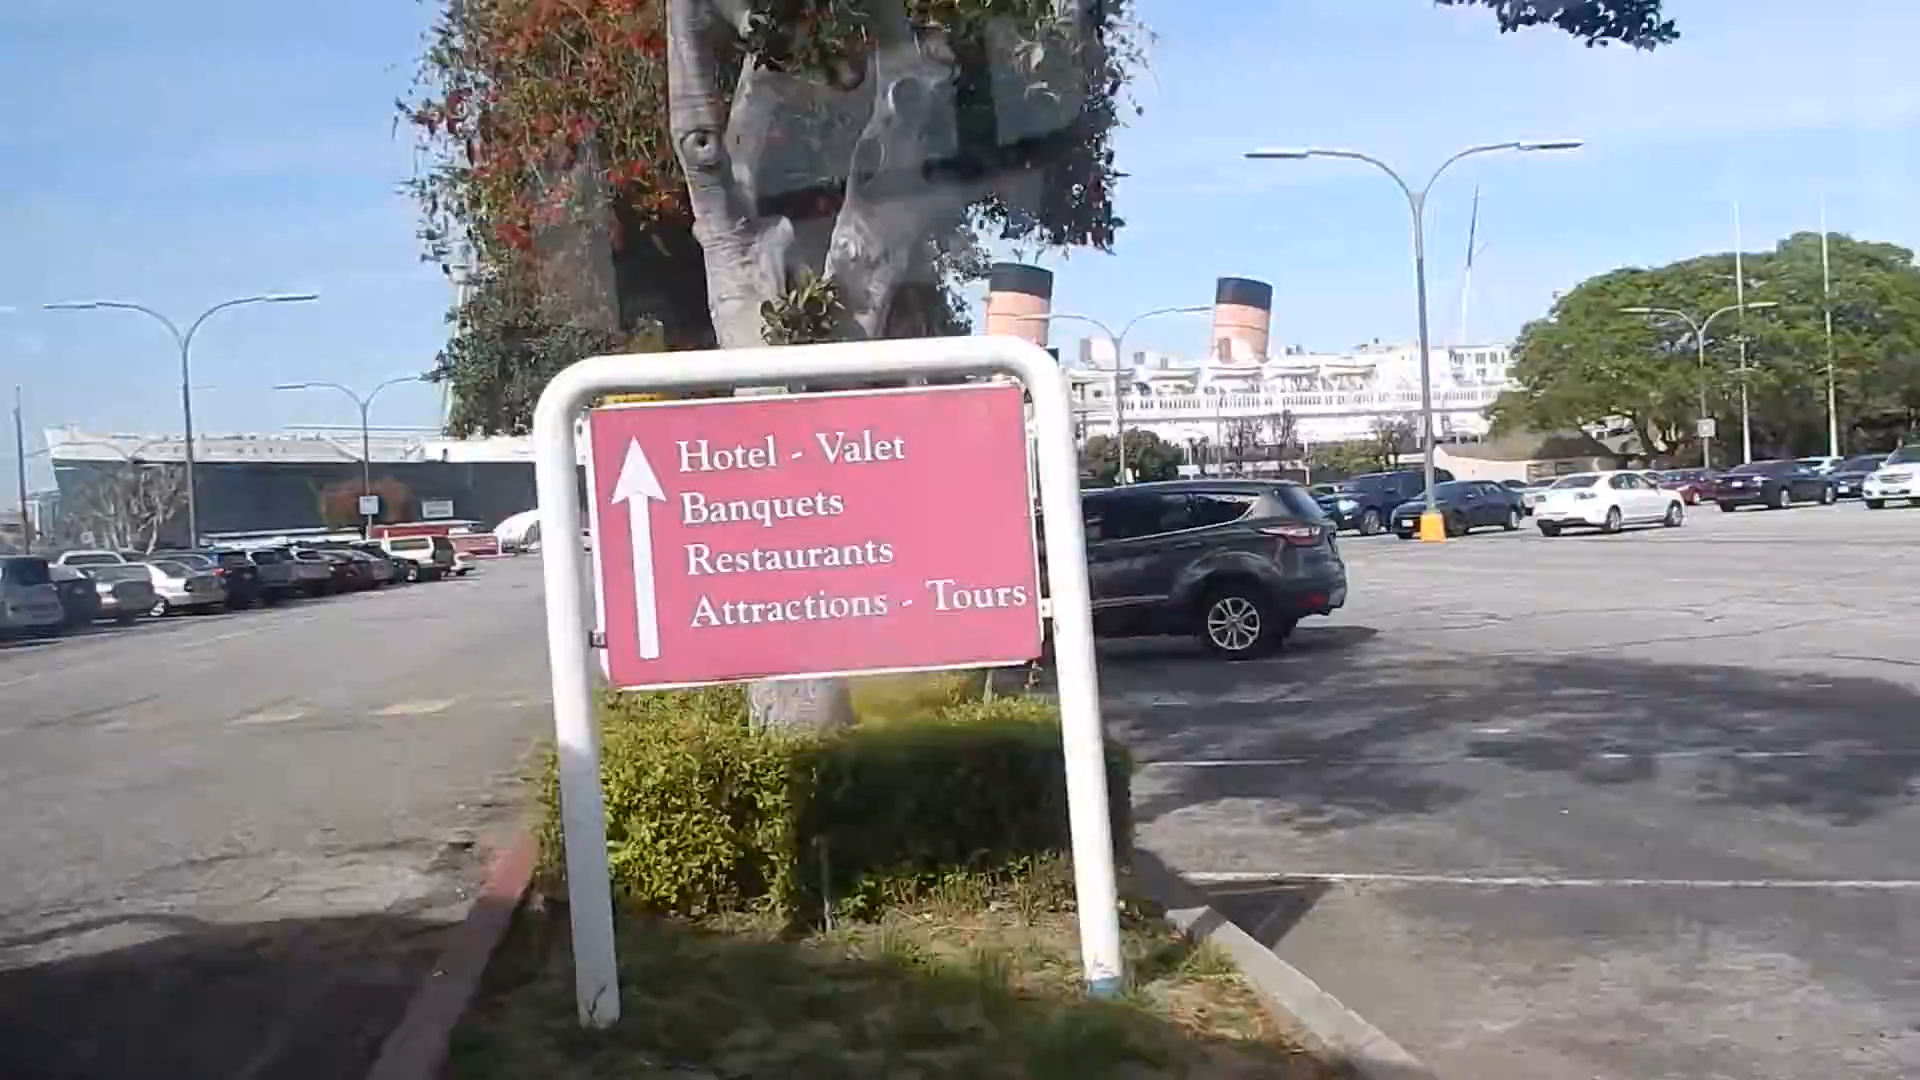 Hotel - Valet
Banquets
Restaurants
Attractions - Tours